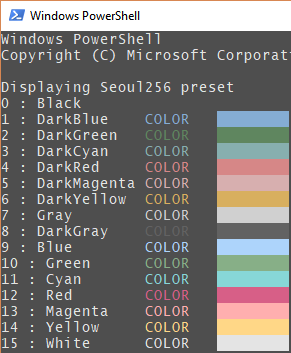 Windows PowerShell
Windows PowerShell
Copyright (C) Microsoft Corporati
Displaying Seoul256 preset
0 : Black
1 : DarkBlue COLOR
2 : DarkGreen COLOR
3 : DarkCyan COLOR
4 : DarkRed COLOR
5 : DarkMagenta COLOR
6 : DarkYellow COLOR
7 : Gray COLOR
8 : DarkGray COLOR
9 : Blue COLOR
10 : Green COLOR
11 : Cyan COLOR
12 : Red COLOR
13 : Magenta COLOR
14 : Yellow COLOR
15 : White COLOR